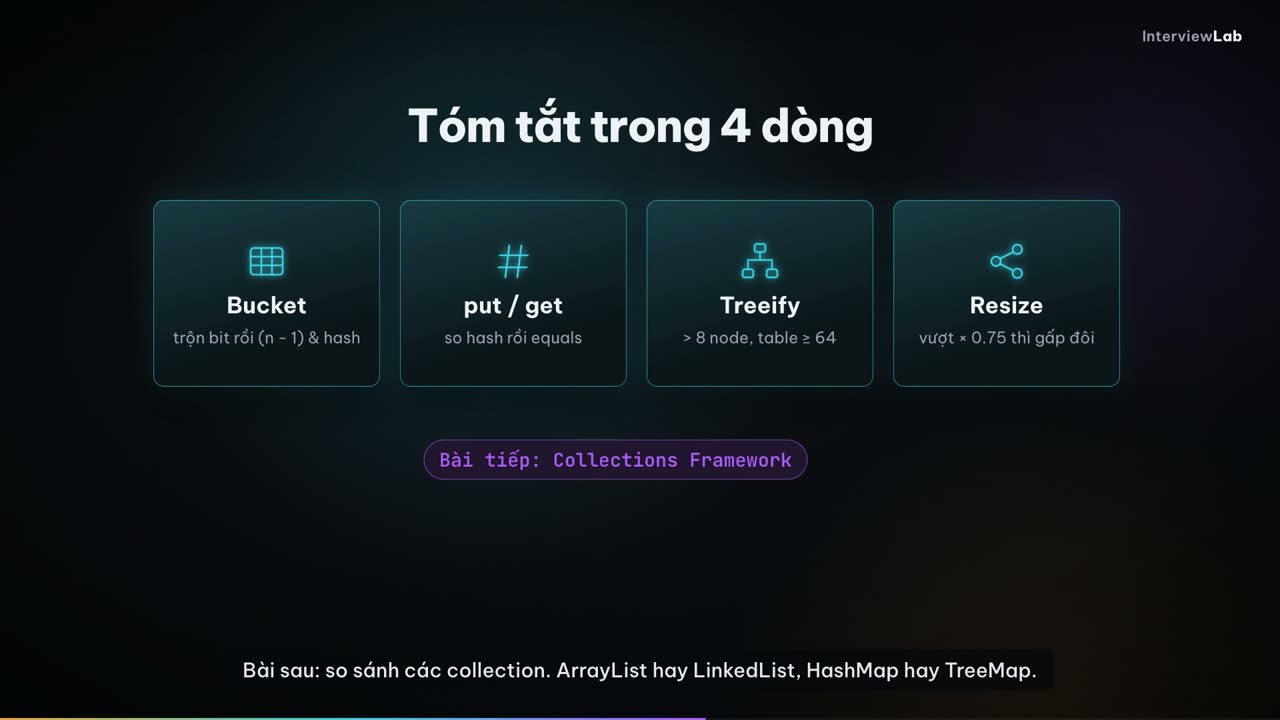 InterviewLab
Tóm tắt trong 4 dòng
Bucket
trộn bit rồi (n - 1) & hash
put / get
so hash rồi equals
Treeify
> 8 node, table ≥ 64
Resize
vượt × 0.75 thì gấp đôi
Bài tiếp: Collections Framework
Bài sau: so sánh các collection. ArrayList hay LinkedList, HashMap hay TreeMap.